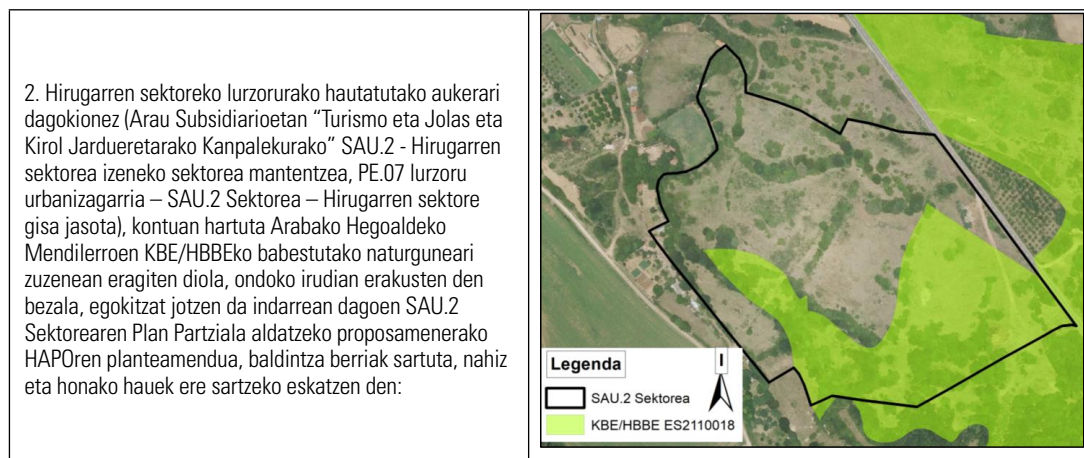 2. Hirugarren sektoreko lurzorurako hautatutako aukerari
dagokionez (Arau Subsidiarioetan “Turismo eta Jolas eta
Kirol Jardueretarako Kanpalekurako” SAU.2 - Hirugarren
sektorea izeneko sektorea mantentzea, PE.07 lurzoru
urbanizagarria – SAU.2 Sektorea – Hirugarren sektore
gisa jasota), kontuan hartuta Arabako Hegoaldeko
Mendilerroen KBE/HBBEko babestutako naturguneari
zuzenean eragiten diola, ondoko irudian erakusten den
bezala, egokitzat jotzen da indarrean dagoen SAU.2
Sektorearen Plan Partziala aldatzeko proposamenerako
HAPOren planteamendua, baldintza berriak sartuta, nahiz
eta honako hauek ere sartzeko eskatzen den:
Legenda
I
SAU.2 Sektorea
KBE/HBBE ES2110018